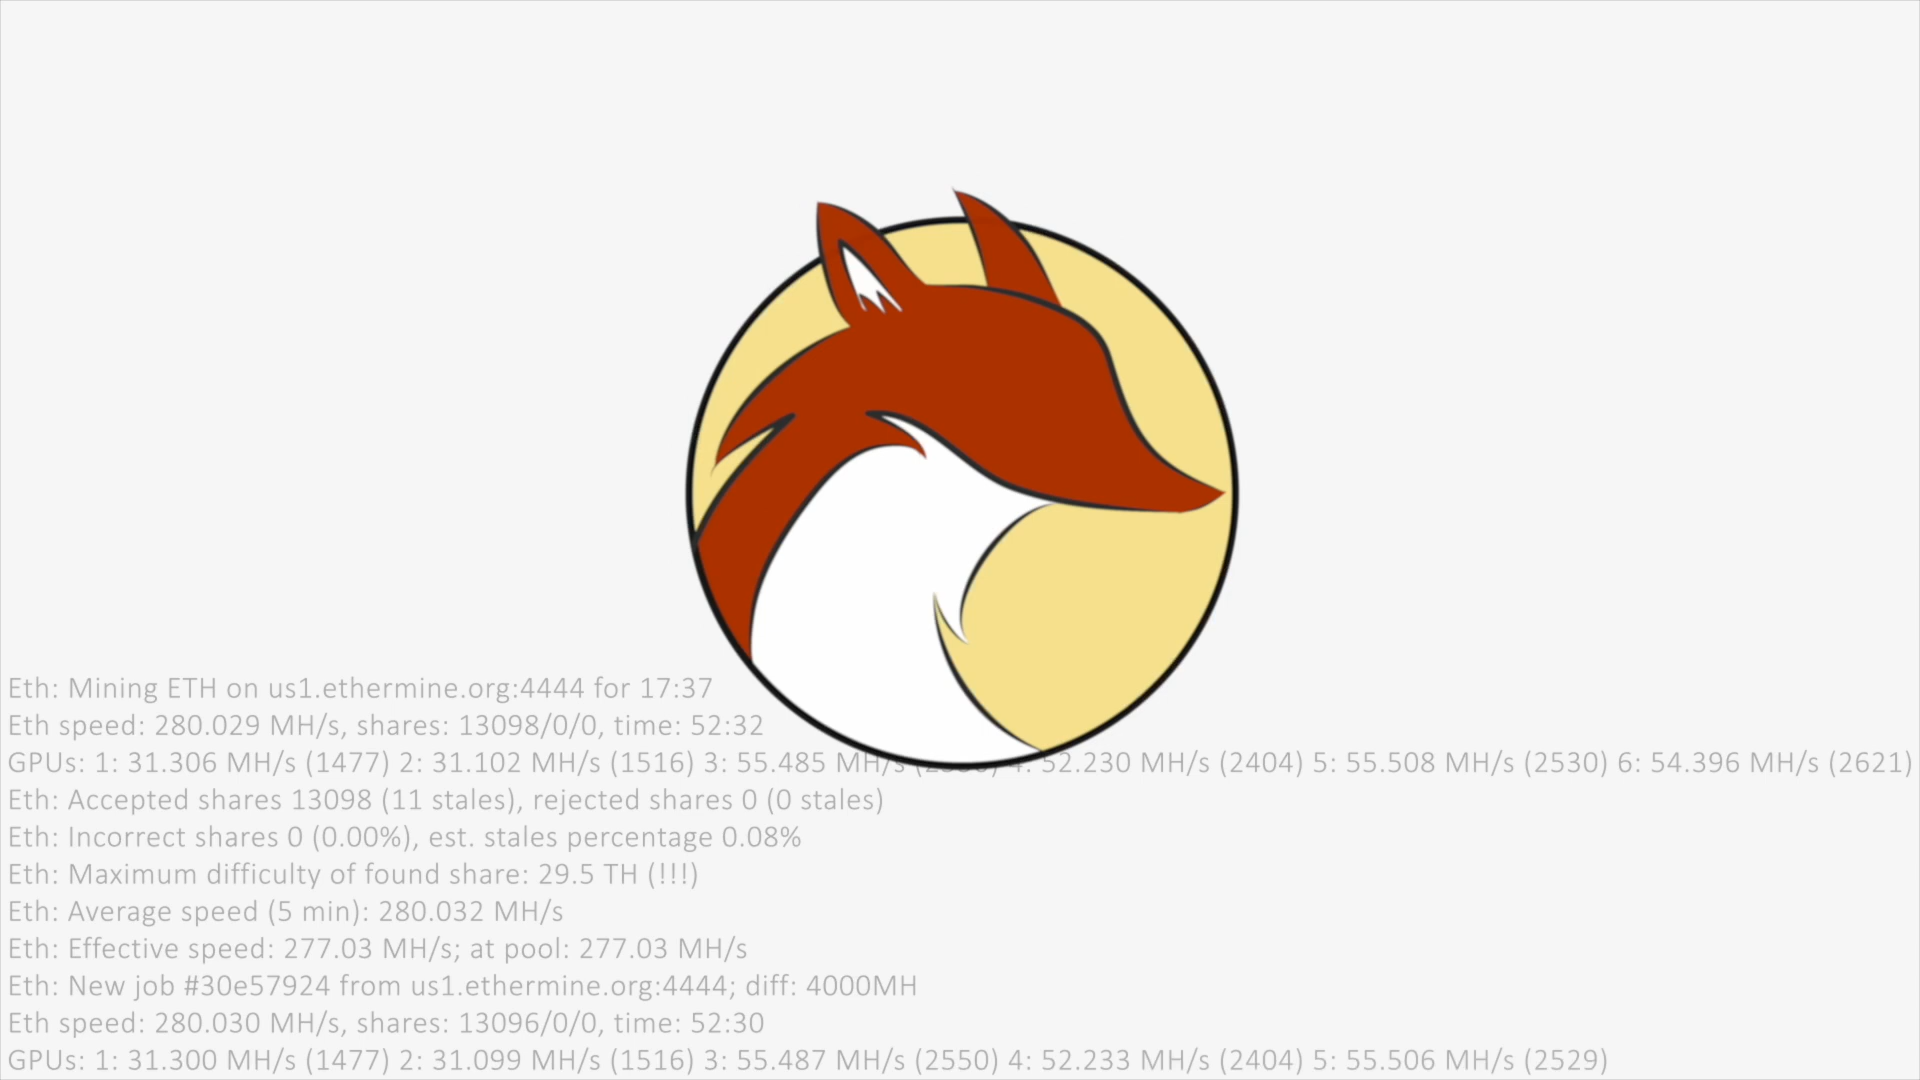 Eth: Mining ETH on us1.ethermine.org:4444 for 17:37
Eth speed: 280.029 MH/s, shares: 13098/0/0, time: 52:32
GPUs: 1: 31.306 MH/s (1477) 2: 31.102 MH/s (1516) 3: 55.485 MH/s 4: 52.230 MH/s (2404) 5: 55.508 MH/s (2530) 6: 54.396 MH/s (2621)
Eth: Accepted shares 13098 (11 stales), rejected shares 0 (0 stales)
Eth: Incorrect shares 0 (0.00%), est. stales percentage 0.08%
Eth: Maximum difficulty of found share: 29.5 TH (!!!)
Eth: Average speed (5 min): 280.032 MH/s
Eth: Effective speed: 277.03 MH/s; at pool: 277.03 MH/s
Eth: New job #30e57924 from us1.ethermine.org:4444; diff: 4000MH
Eth speed: 280.030 MH/s, shares: 13096/0/0, time: 52:30
GPUs: 1: 31.300 MH/s (1477) 2: 31.099 MH/s (1516) 3: 55.487 MH/s (2550) 4: 52.233 MH/s (2404) 5: 55.506 MH/s (2529)